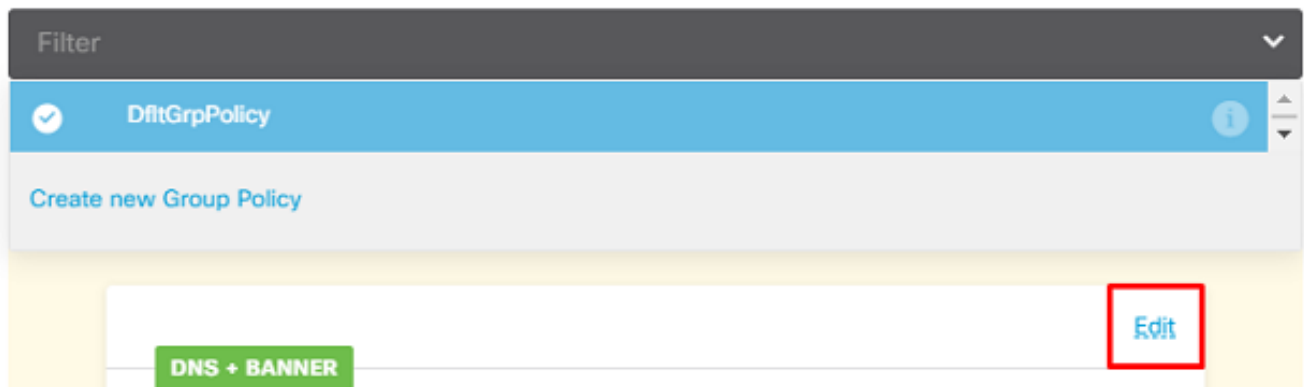 Filter
DfltGrpPolicy
Create new Group Policy
Edit
DNS + BANNER